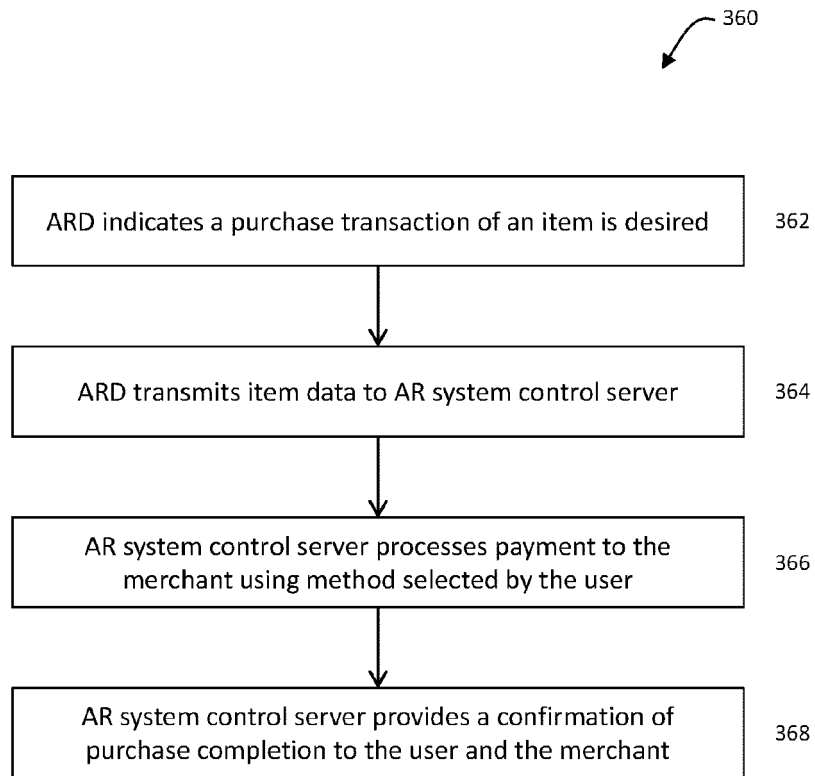 360
ARD indicates a purchase transaction of an item is desired
362
ARD transmits item data to AR system control server
364
AR system control server processes payment to the
merchant using method selected by the user
366
AR system control server provides a confirmation of
purchase completion to the user and the merchant
368